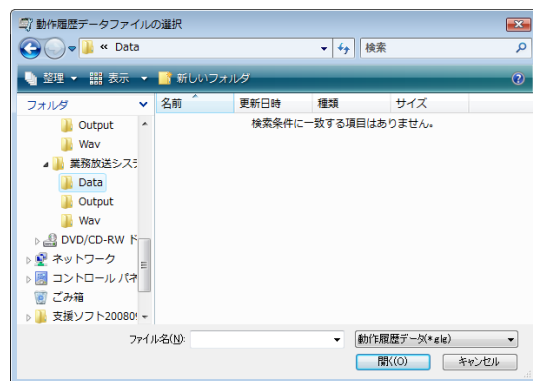 動作履歴データファイルの選択
« Data
検索
整理 表示 新しいフォルダ
フォルダ
名前 更新日時 種類 サイズ
検索条件に一致する項目はありません。
Output
Wav
業務放送システ
Data
Output
Wav
DVD/CD-RW ド
ネットワーク
コントロール パネ
ごみ箱
支援ソフト20080
ファイル名(N):
動作履歴データ(*.ele)
開く(O) キャンセル